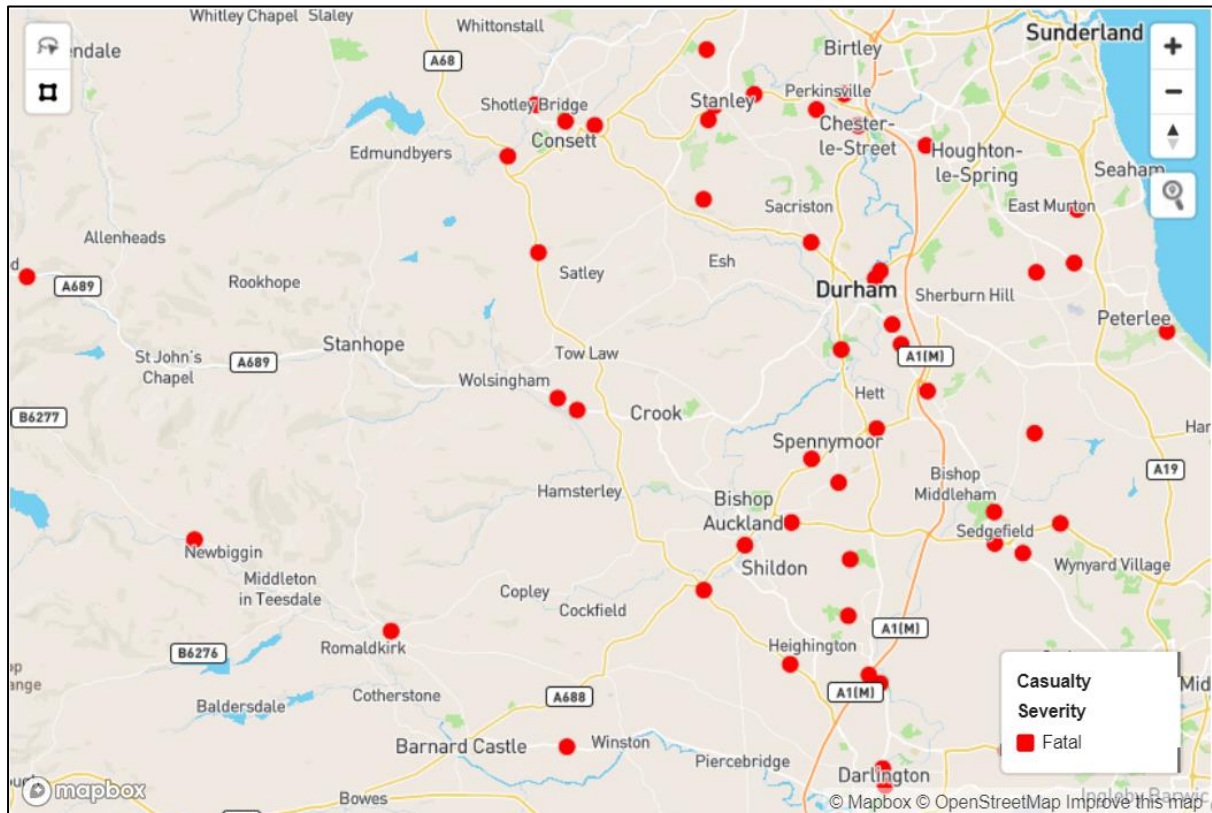 Whitley Chapel Slaley
Whittonstall
Birtley
Sunderland
endale
A68
Shotley Bridge
Stanley
Perkinsville
Consett
Chester-
le-Street
Edmundbyers
Houghton-
le-Spring
Seaham
Sacriston
East Murton
Allenheads
Rookhope
Satley
Esh
A689
Durham
Sherburn Hill
Peterlee
Stanhope
St John's
Chapel
A689
Tow Law
A1(M)
Wolsingham
Hett
B6277
Crook
Har
Spennymoor
A19
Hamsterley
Bishop
Auckland
Bishop
Middleham
Sedgefield
Newbiggin
Shildon
Wynyard Village
Middleton
in Teesdale
Copley
Cockfield
A1(M)
Romaldkirk
Heighington
B6276
Cotherstone
A688
A1(M)
Baldersdale
Casualty
Severity
Fatal
Mid
Barnard Castle
Winston
Piercebridge
Darlington
mapbox
Bowes
© Mapbox © OpenStreetMap Improve this map